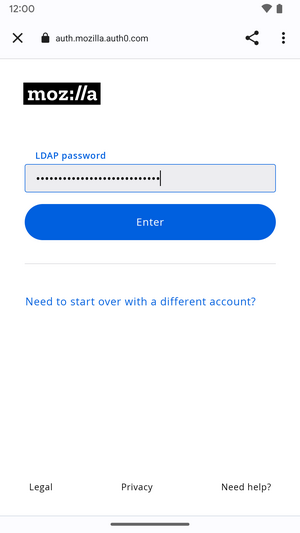 12:00
auth.mozilla.auth0.com
moz://a
LDAP password
••••••••••••••••••••••••••••
Enter
Need to start over with a different account?
Legal Privacy Need help?